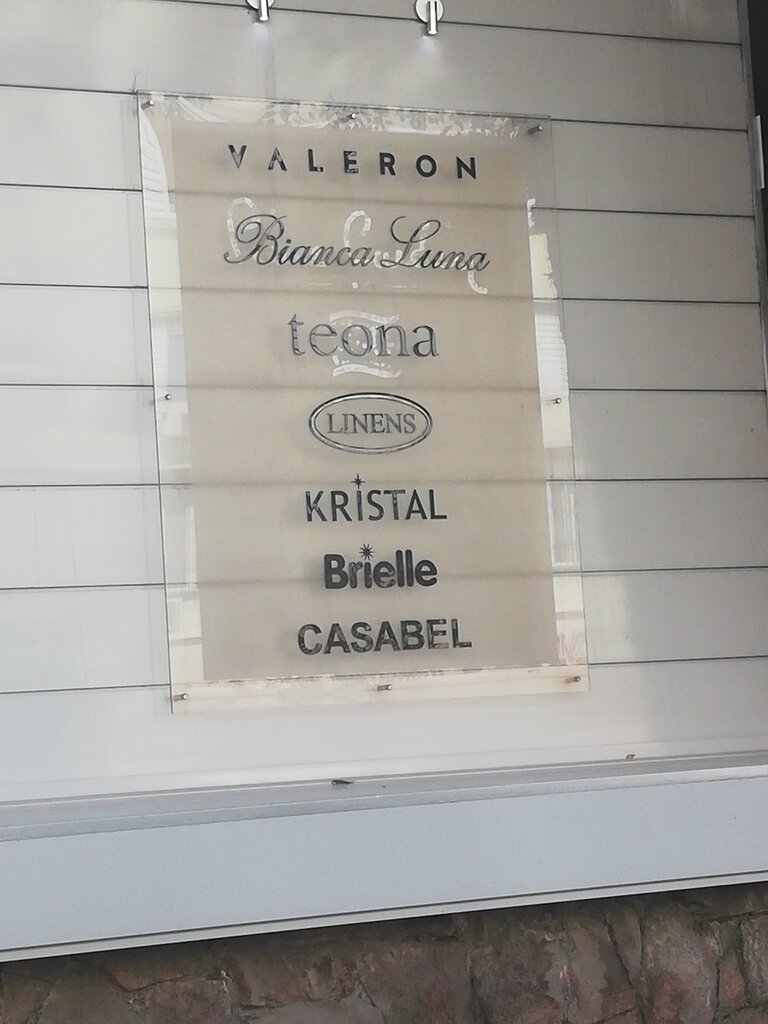 VALERON
Bianca Luna
teona
LINENS
KRISTAL
Brielle
CASABEL